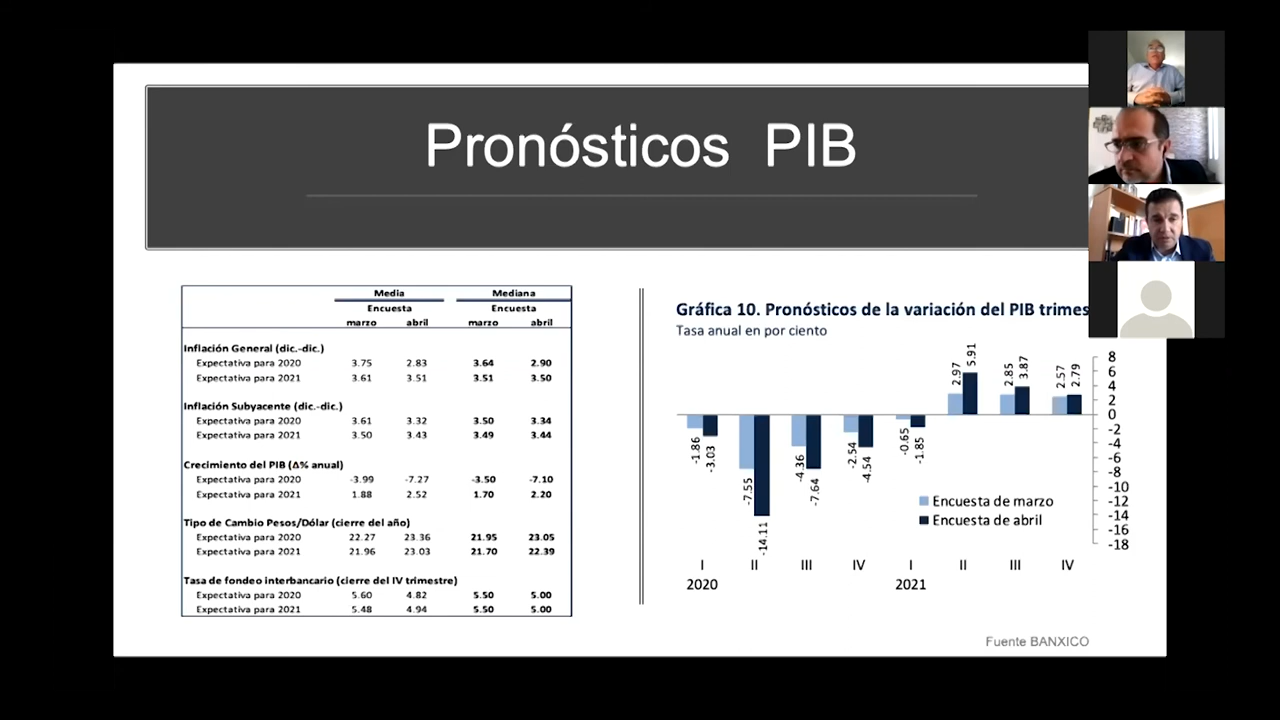 Pronósticos PIB
Media Mediana
Encuesta Encuesta
marzo abril marzo abril
Inflación General (dic.-dic.)
Expectativa para 2020 3.75 2.83 3.64 2.90
Expectativa para 2021 3.61 3.51 3.51 3.50
Inflación Subyacente (dic.-dic.)
Expectativa para 2020 3.61 3.32 3.50 3.34
Expectativa para 2021 3.50 3.43 3.49 3.44
Crecimiento del PIB (Δ% anual)
Expectativa para 2020 -3.99 -7.27 -3.50 -7.10
Expectativa para 2021 1.88 2.52 1.70 2.20
Tipo de Cambio Pesos/Dólar (cierre del año)
Expectativa para 2020 22.27 23.36 21.95 23.05
Expectativa para 2021 21.96 23.03 21.70 22.39
Tasa de fondeo interbancario (cierre del IV trimestre)
Expectativa para 2020 5.60 4.82 5.50 5.00
Expectativa para 2021 5.48 4.94 5.50 5.00
Gráfica 10. Pronósticos de la variación del PIB trimes
Tasa anual en por ciento
-1.86 -3.03 -7.55 -14.11 -4.36 -7.64 -2.54 -4.54 -0.65 -1.85 2.97 5.91 2.85 3.87 2.57 2.79
8
6
4
2
0
-2
-4
-6
-8
-10
-12
-14
-16
-18
Encuesta de marzo
Encuesta de abril
I II III IV I II III IV
2020 2021
Fuente BANXICO